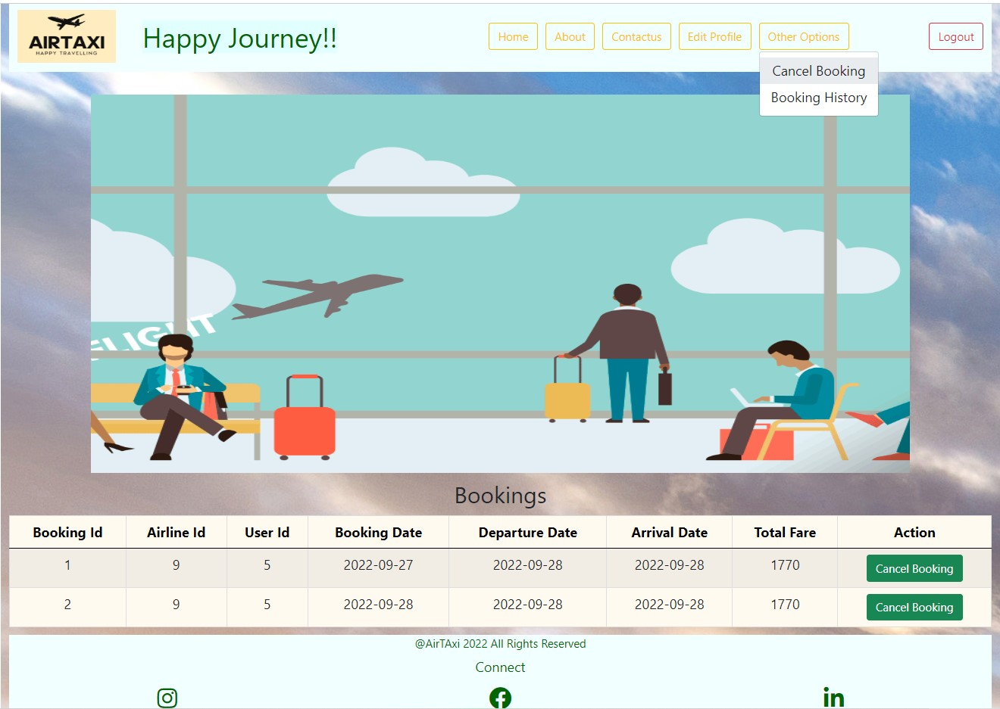 AIRTAXI
HAPPY TRAVELLING
Happy Journey!!
Home About Contactus Edit Profile Other Options Logout
Cancel Booking
Booking History
FLIGHT
Bookings
Booking Id Airline Id User Id Booking Date Departure Date Arrival Date Total Fare Action
1 9 5 2022-09-27 2022-09-28 2022-09-28 1770 Cancel Booking
2 9 5 2022-09-28 2022-09-28 2022-09-28 1770 Cancel Booking
@AirTAxi 2022 All Rights Reserved
Connect